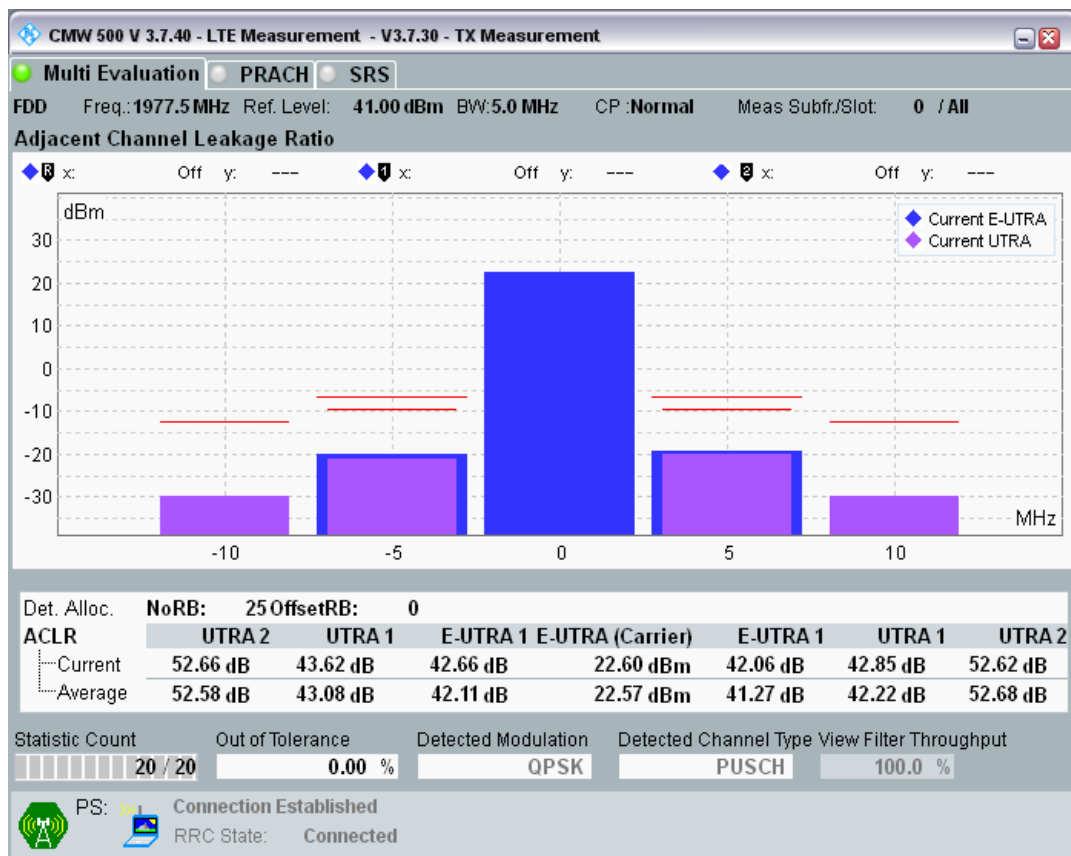 CMW 500 V 3.7.40 - LTE Measurement - V3.7.30 - TX Measurement
Multi Evaluation PRACH SRS
FDD Freq.:1977.5 MHz Ref. Level: 41.00 dBm BW:5.0 MHz CP :Normal Meas Subfr./Slot: 0 / All
Adjacent Channel Leakage Ratio
R x: Off y: --- 1 x: Off y: --- 2 x: Off y: ---
dBm
Current E-UTRA
Current UTRA
30
20
10
0
-10
-20
-30
MHz
-10 -5 0 5 10
Det. Alloc. NoRB: 25 OffsetRB: 0
ACLR UTRA 2 UTRA 1 E-UTRA 1 E-UTRA (Carrier) E-UTRA 1 UTRA 1 UTRA 2
Current 52.66 dB 43.62 dB 42.66 dB 22.60 dBm 42.06 dB 42.85 dB 52.62 dB
Average 52.58 dB 43.08 dB 42.11 dB 22.57 dBm 41.27 dB 42.22 dB 52.68 dB
Statistic Count Out of Tolerance Detected Modulation Detected Channel Type View Filter Throughput
20 / 20 0.00 % QPSK PUSCH 100.0 %
PS: Connection Established
RRC State: Connected